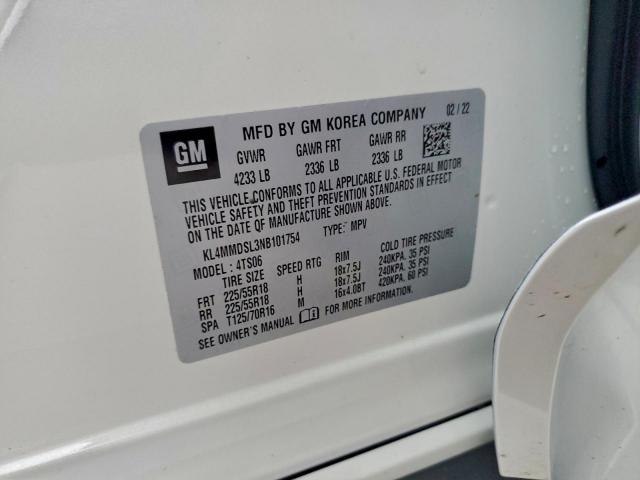 GM
MFD BY GM KOREA COMPANY 02 / 22
GVWR GAWR FRT GAWR RR
4233 LB 2336 LB 2336 LB
THIS VEHICLE CONFORMS TO ALL APPLICABLE U.S. FEDERAL MOTOR
VEHICLE SAFETY AND THEFT PREVENTION STANDARDS IN EFFECT
ON THE DATE OF MANUFACTURE SHOWN ABOVE.
KL4MMDSL3NB101754 TYPE: MPV
MODEL : 4TS06
TIRE SIZE SPEED RTG RIM COLD TIRE PRESSURE
FRT 225/55R18 H 18x7.5J 240KPA. 35 PSI
RR 225/55R18 H 18x7.5J 240KPA. 35 PSI
SPA T125/70R16 M 16x4.0BT 420KPA. 60 PSI
SEE OWNER'S MANUAL FOR MORE INFORMATION.